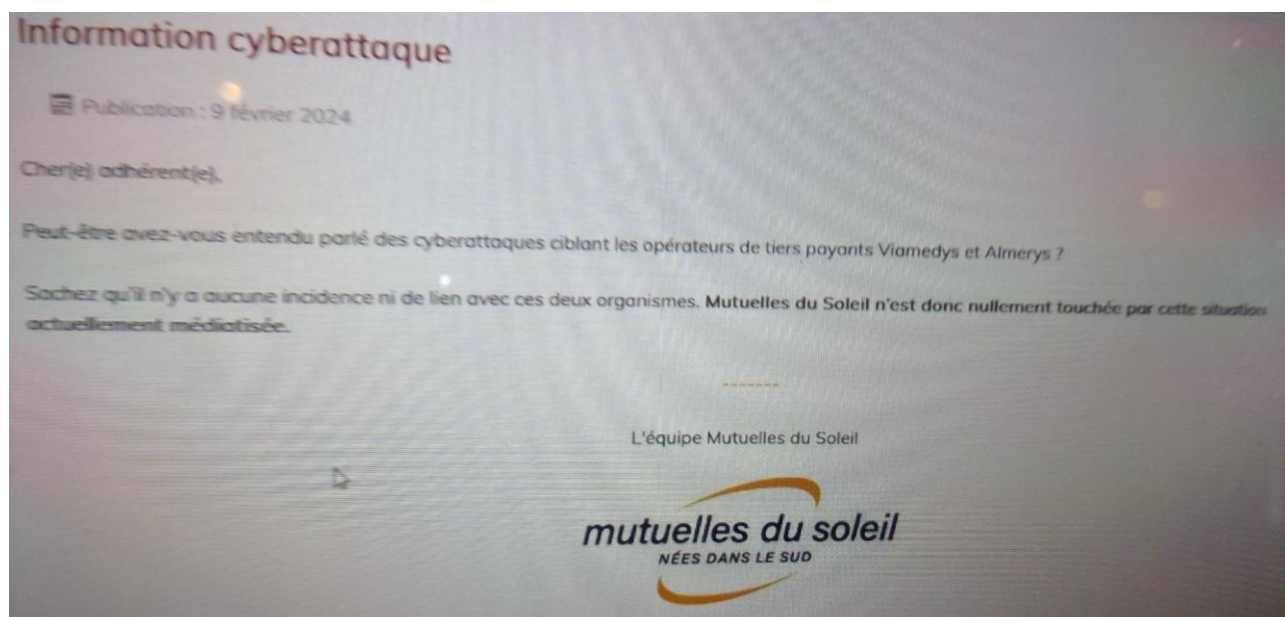 Information cyberattaque
Publication : 9 février 2024
Cher(e) adhérent(e),
Peut-être avez-vous entendu parlé des cyberattaques ciblant les opérateurs de tiers payants Viamedys et Almerys ?
Sachez qu'il n'y a aucune incidence ni de lien avec ces deux organismes. Mutuelles du Soleil n'est donc nullement touchée par cette situation
actuellement médiatisée.
-------
L'équipe Mutuelles du Soleil
mutuelles du soleil
NÉES DANS LE SUD